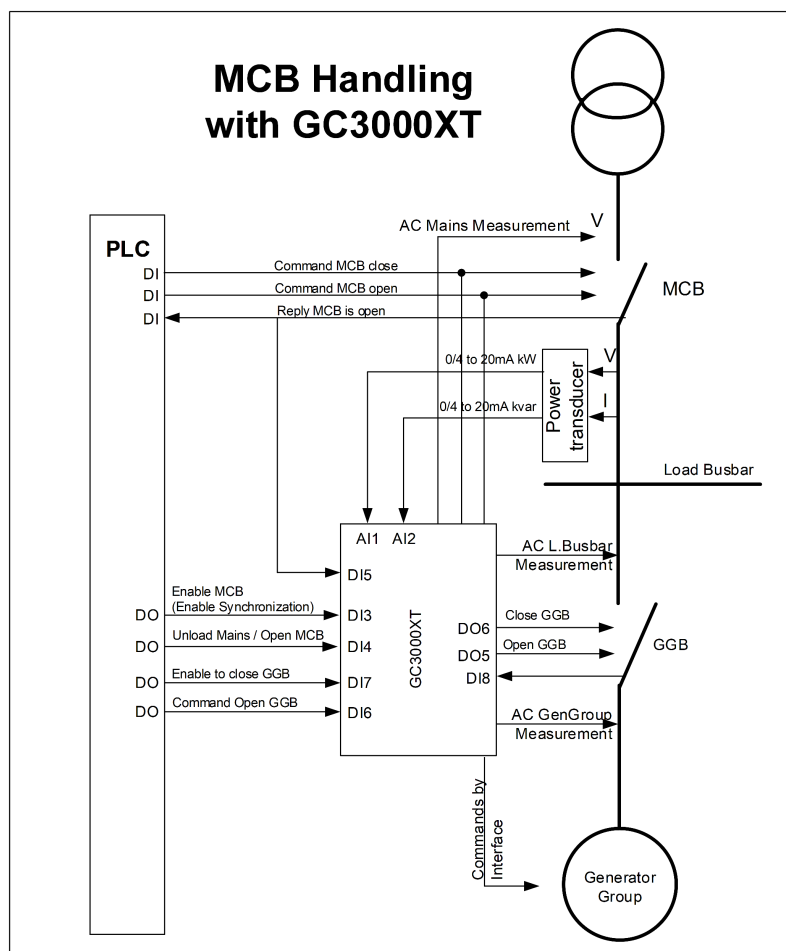 MCB Handling
with GC3000XT
AC Mains Measurement
V
PLC
DI
Command MCB close
DI
Command MCB open
MCB
DI
Reply MCB is open
0/4 to 20mA kW
V
0/4 to 20mA kvar
I
Power
transducer
Load Busbar
AI1
AI2
AC L.Busbar
Measurement
DI5
Enable MCB
(Enable Synchronization)
DO
DI3
Close GGB
DO6
Unload Mains / Open MCB
DO
DI4
Open GGB
DO5
GGB
GC3000XT
DI8
Enable to close GGB
DO
DI7
Command Open GGB
DO
DI6
AC GenGroup
Measurement
Commands by
Interface
Generator
Group